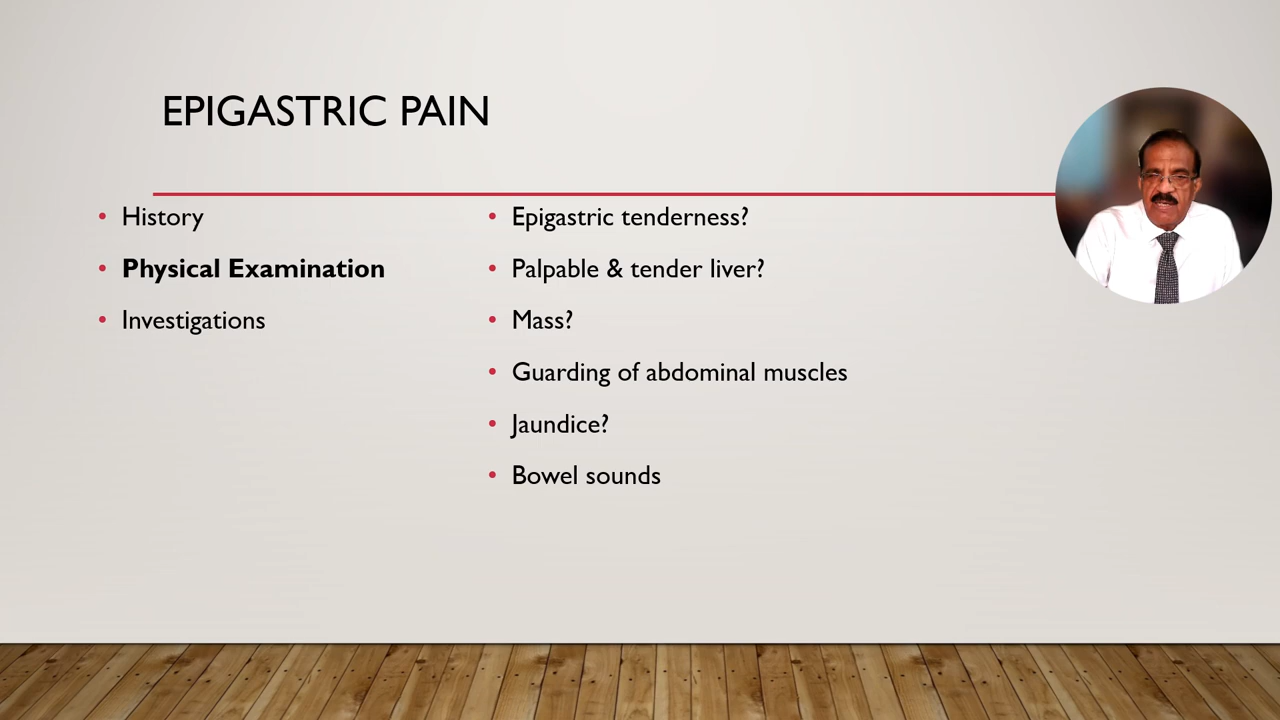 EPIGASTRIC PAIN
• History
• Physical Examination
• Investigations
• Epigastric tenderness?
• Palpable & tender liver?
• Mass?
• Guarding of abdominal muscles
• Jaundice?
• Bowel sounds